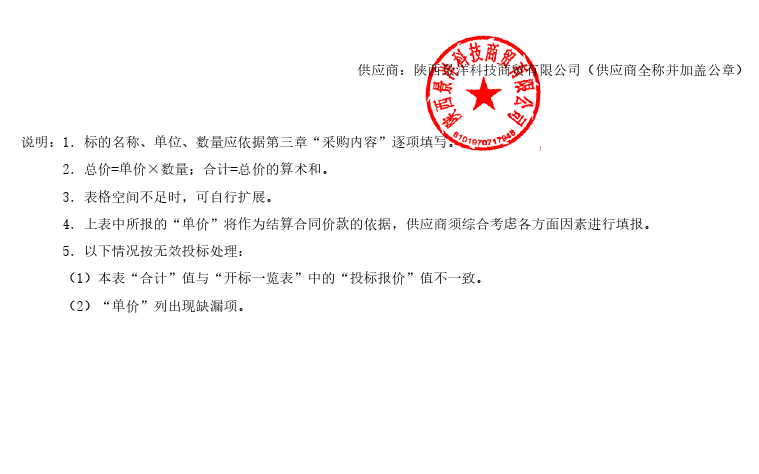 供应商：陕西景洋科技商贸有限公司（供应商全称并加盖公章）
陕西景洋科技商贸有限公司
6101970717948
说明：1. 标的名称、单位、数量应依据第三章“采购内容”逐项填写。
2. 总价=单价×数量；合计=总价的算术和。
3. 表格空间不足时，可自行扩展。
4. 上表中所报的“单价”将作为结算合同价款的依据，供应商须综合考虑各方面因素进行填报。
5. 以下情况按无效投标处理：
（1）本表“合计”值与“开标一览表”中的“投标报价”值不一致。
（2）“单价”列出现缺漏项。